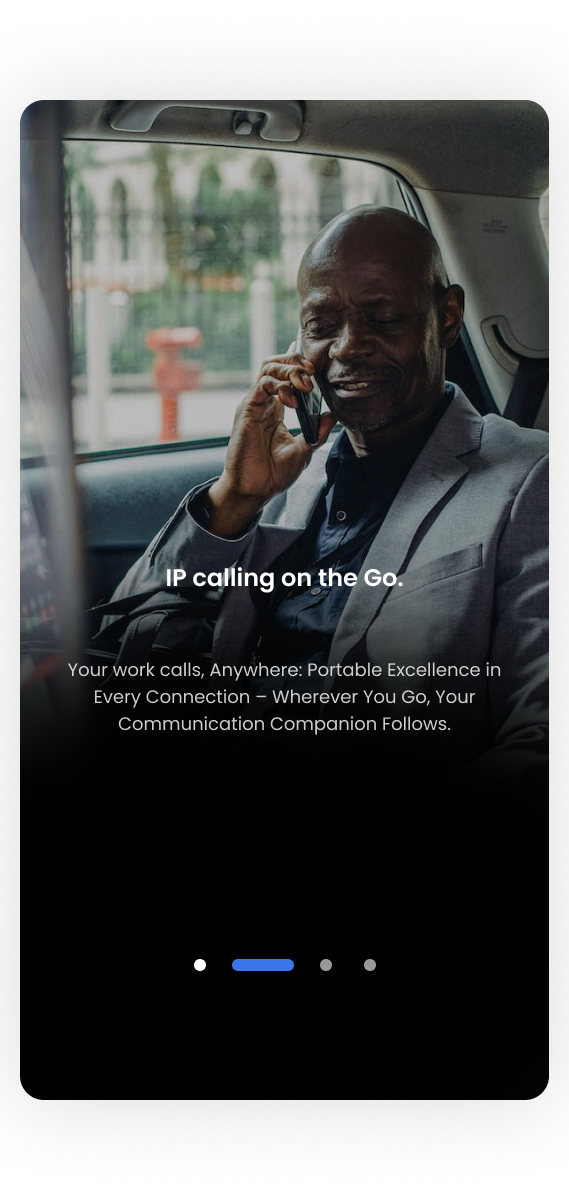 IP calling on the Go.
Your work calls, Anywhere: Portable Excellence in
Every Connection – Wherever You Go, Your
Communication Companion Follows.